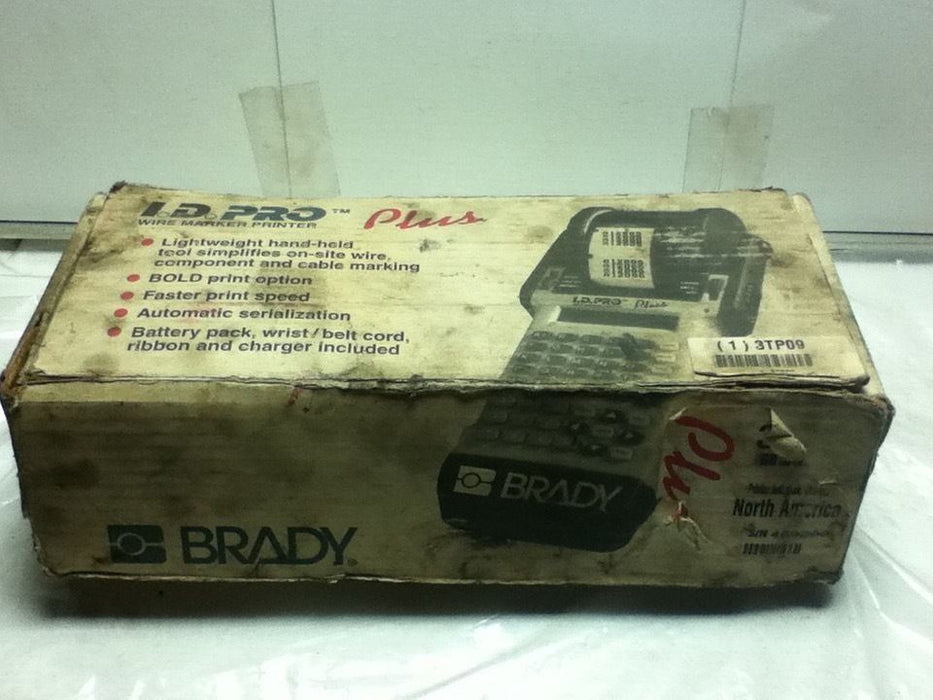 I.D. PRO™ Plus
WIRE MARKER PRINTER
Lightweight hand-held
tool simplifies on-site wire,
component and cable marking
BOLD print option
Faster print speed
Automatic serialization
Battery pack, wrist/belt cord,
ribbon and charger included
I.D. PRO Plus
( 1 ) 3TP09
BRADY
Plus
North America
S/N
BRADY